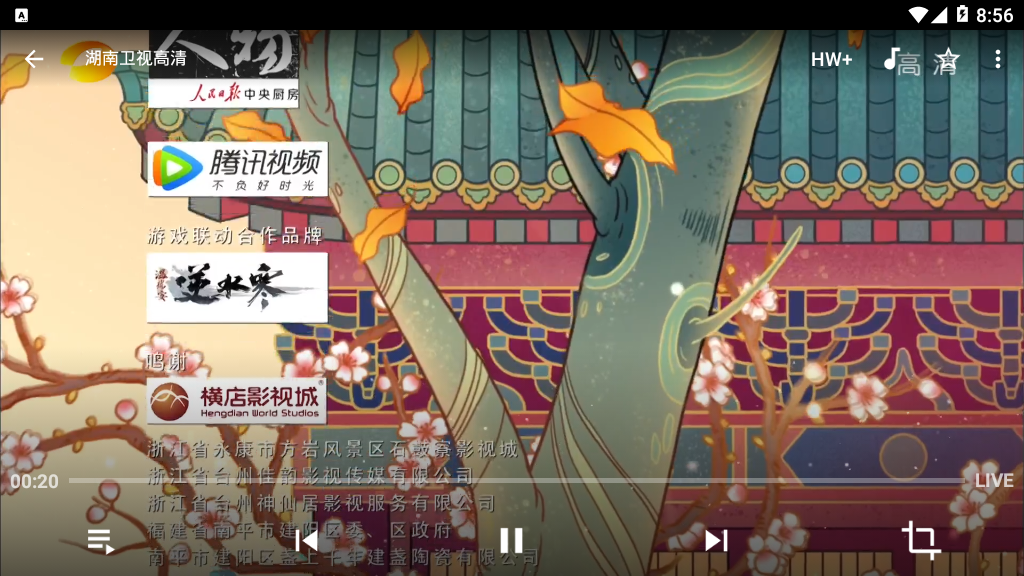 A
8:56
湖南卫视高清
HW+
高清
人物
人民日报 中央厨房
腾讯视频
不负好时光
游戏联动合作品牌
逆水寒
鸣谢
横店影视城®
Hengdian World Studios
浙江省永康市方岩风景区石鼓寮影视城
浙江省台州佳韵影视传媒有限公司
浙江省台州神仙居影视服务有限公司
00:20
LIVE
福建省南平市建阳区委、区政府
南平市建阳区盏上千年建盏陶瓷有限公司